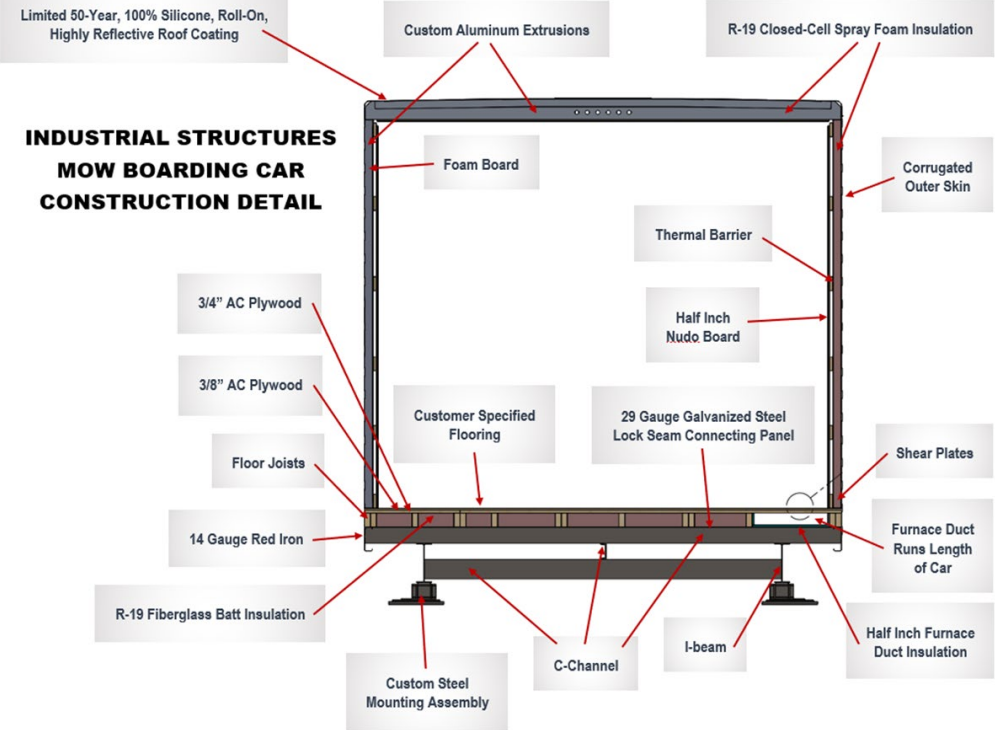 Limited 50-Year, 100% Silicone, Roll-On,
Highly Reflective Roof Coating
Custom Aluminum Extrusions
R-19 Closed-Cell Spray Foam Insulation
INDUSTRIAL STRUCTURES
MOW BOARDING CAR
CONSTRUCTION DETAIL
Foam Board
Corrugated
Outer Skin
Thermal Barrier
3/4” AC Plywood
Half Inch
Nudo Board
3/8” AC Plywood
Customer Specified
Flooring
29 Gauge Galvanized Steel
Lock Seam Connecting Panel
Floor Joists
Shear Plates
14 Gauge Red Iron
Furnace Duct
Runs Length
of Car
R-19 Fiberglass Batt Insulation
C-Channel
I-beam
Half Inch Furnace
Duct Insulation
Custom Steel
Mounting Assembly